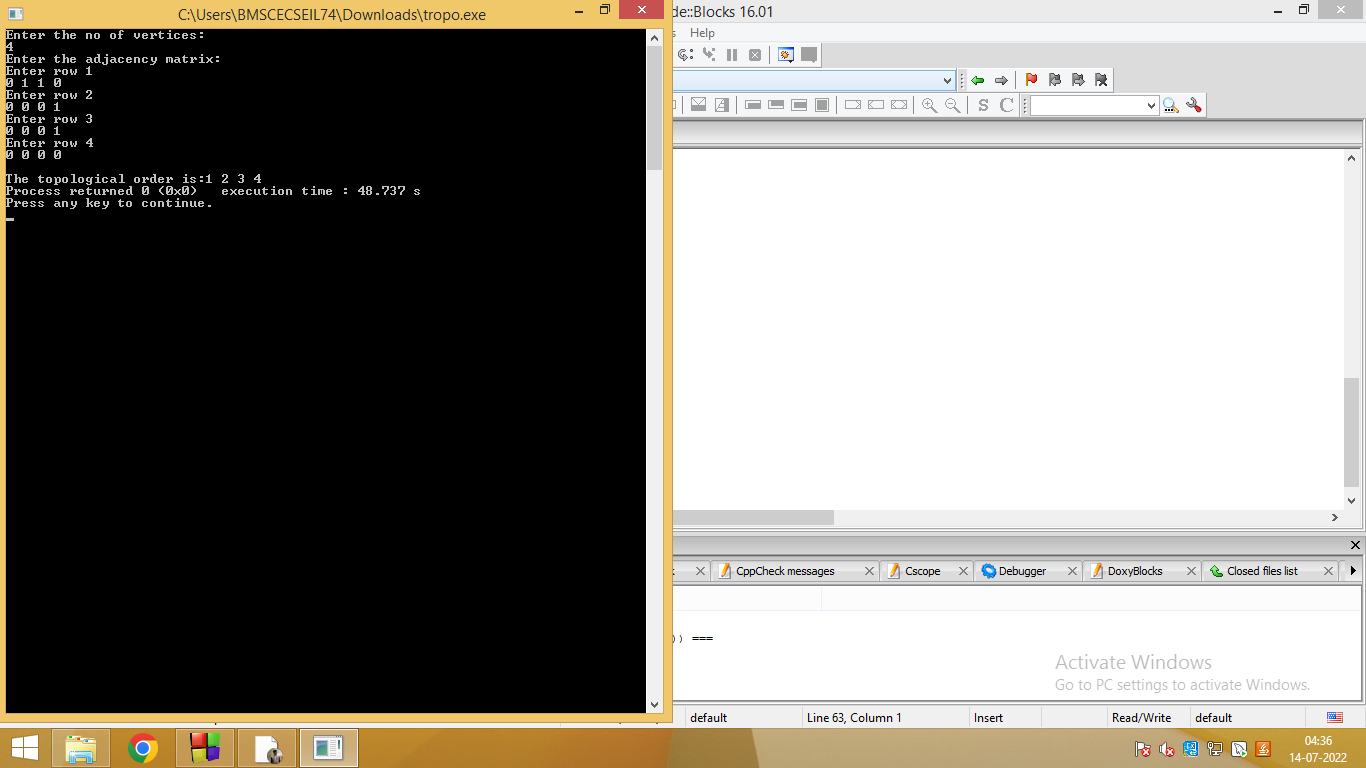 C:\Users\BMSCECSEIL74\Downloads\tropo.exe
Enter the no of vertices:
4
Enter the adjacency matrix:
Enter row 1
0 1 1 0
Enter row 2
0 0 0 1
Enter row 3
0 0 0 1
Enter row 4
0 0 0 0
The topological order is:1 2 3 4
Process returned 0 (0x0)   execution time : 48.737 s
Press any key to continue.
de::Blocks 16.01
s Help
S C
CppCheck messages Cscope Debugger DoxyBlocks Closed files list
)) ===
Activate Windows
Go to PC settings to activate Windows.
default Line 63, Column 1 Insert Read/Write default
04:36
14-07-2022